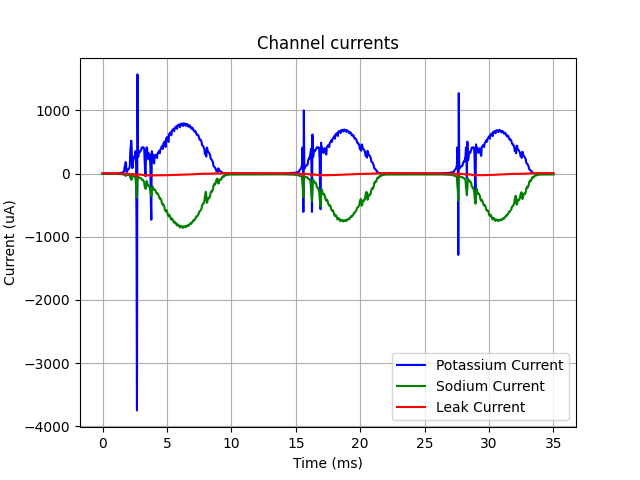 Channel currents
Current (uA)
1000
0
−1000
−2000
−3000
−4000
0 5 10 15 20 25 30 35
Time (ms)
Potassium Current
Sodium Current
Leak Current